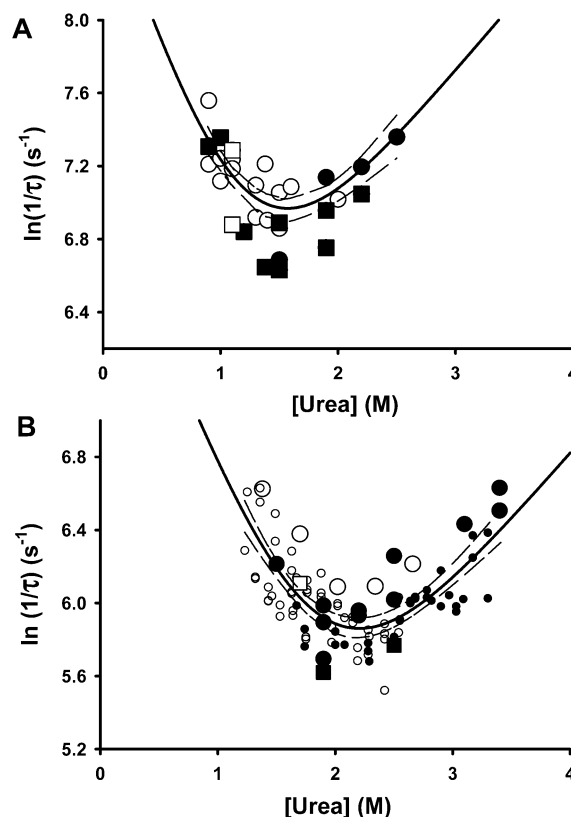 A
8.0
7.6
7.2
6.8
6.4
ln(1/τ) (s⁻¹)
0 1 2 3 4
[Urea] (M)
B
6.8
6.4
6.0
5.6
5.2
ln (1/τ) (s⁻¹)
0 1 2 3 4
[Urea] (M)